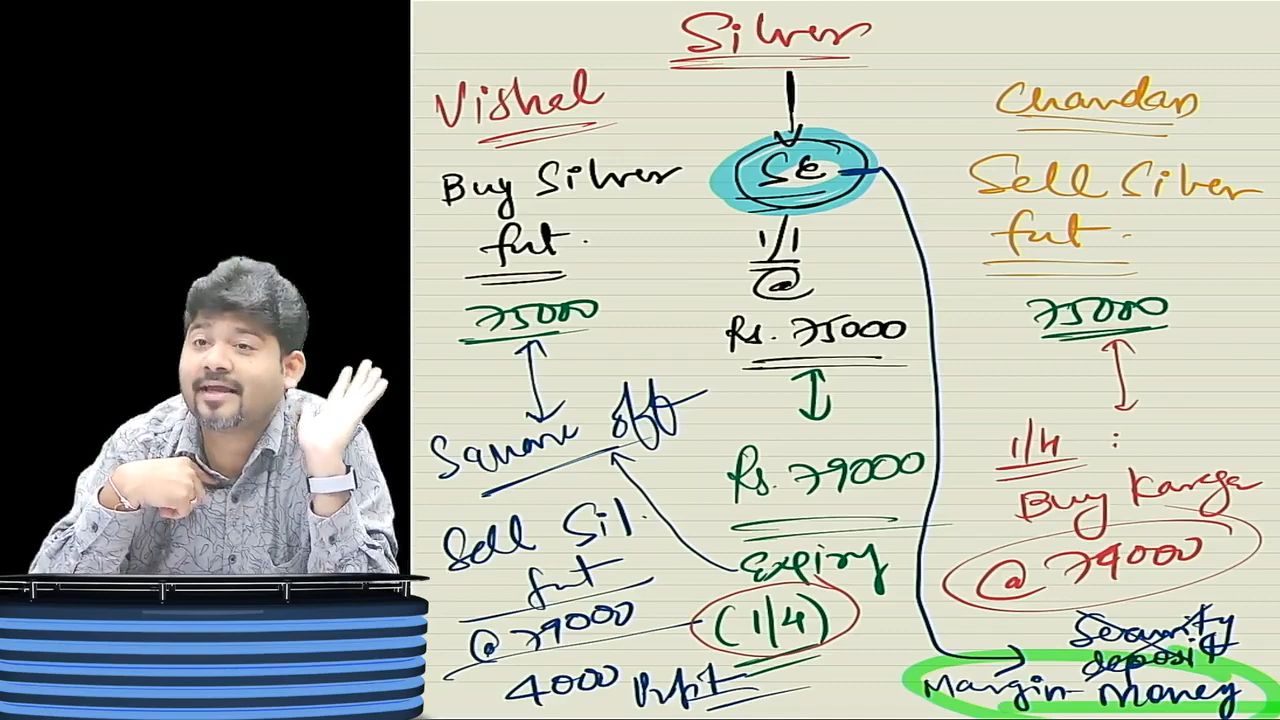 Silver
Vishal
Buy Silver
fut.
75000
Square off
Sell Sil.
fut
@ 79000
4000 Profit
SE
1/1
@
Rs. 75000
Rs. 79000
Expiry
(1/4)
Chandan
Sell Silver
fut.
75000
1/4 :
Buy Karega
@ 79000
Security
deposit
Margin Money